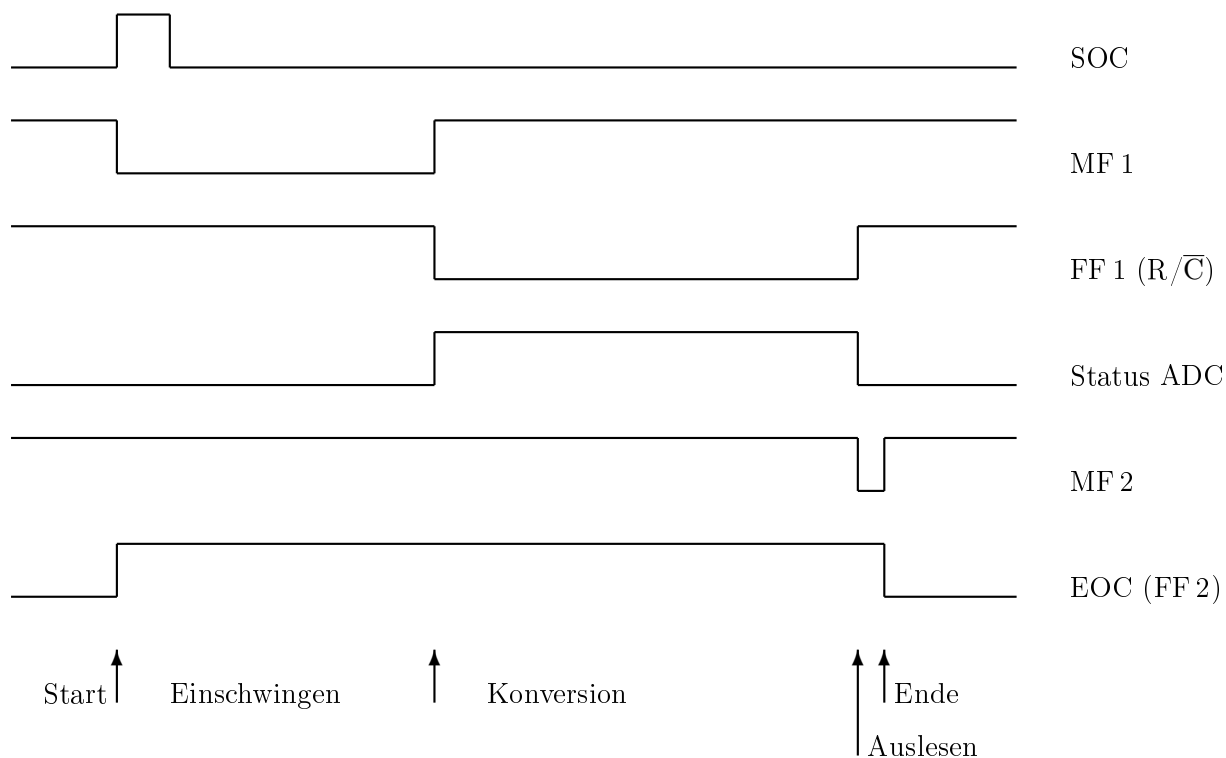 SOC
MF 1
FF 1 (R/C̅)
Status ADC
MF 2
EOC (FF 2)
Start Einschwingen Konversion Ende
Auslesen